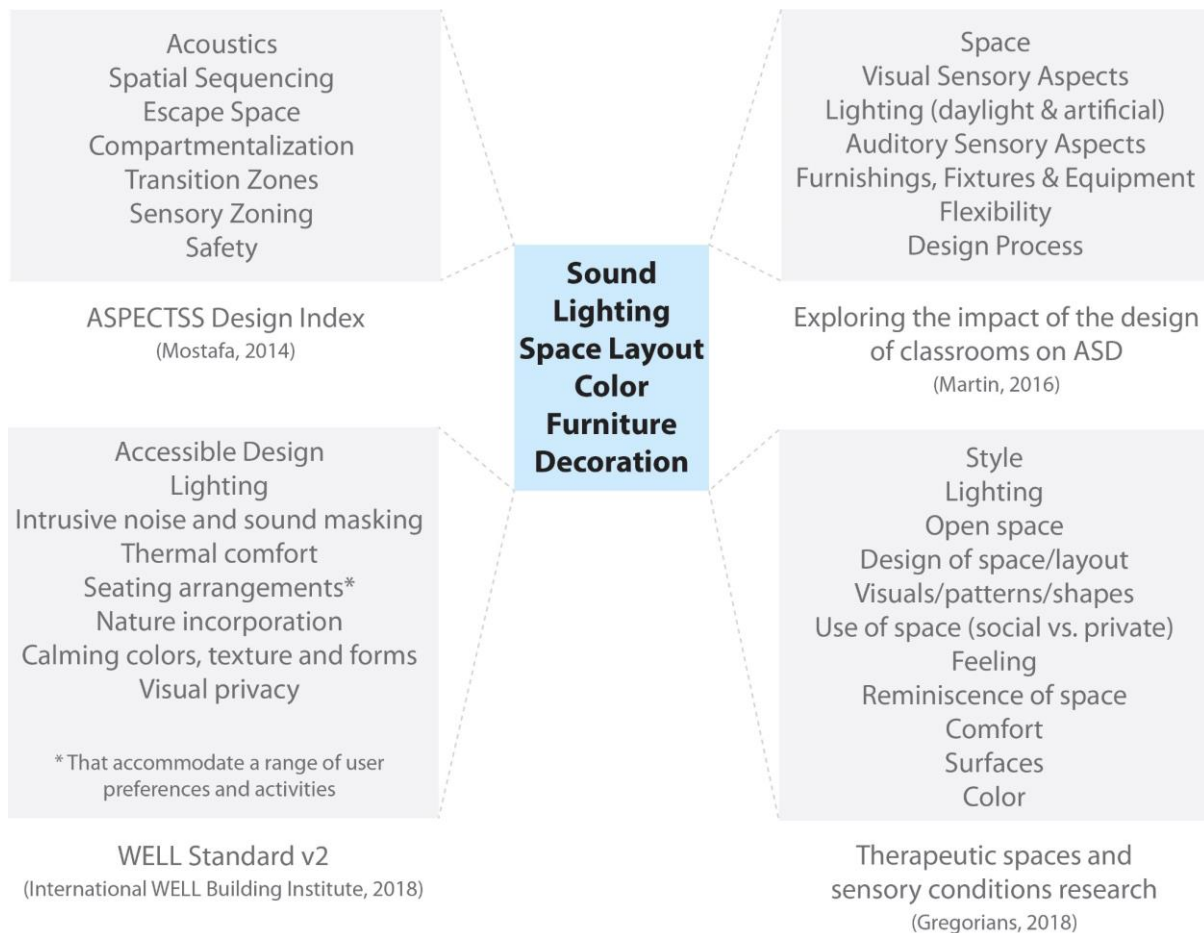 Acoustics
Spatial Sequencing
Escape Space
Compartmentalization
Transition Zones
Sensory Zoning
Safety
ASPECTSS Design Index
(Mostafa, 2014)
Space
Visual Sensory Aspects
Lighting (daylight & artificial)
Auditory Sensory Aspects
Furnishings, Fixtures & Equipment
Flexibility
Design Process
Exploring the impact of the design
of classrooms on ASD
(Martin, 2016)
Sound
Lighting
Space Layout
Color
Furniture
Decoration
Accessible Design
Lighting
Intrusive noise and sound masking
Thermal comfort
Seating arrangements*
Nature incorporation
Calming colors, texture and forms
Visual privacy
* That accommodate a range of user
preferences and activities
WELL Standard v2
(International WELL Building Institute, 2018)
Style
Lighting
Open space
Design of space/layout
Visuals/patterns/shapes
Use of space (social vs. private)
Feeling
Reminiscence of space
Comfort
Surfaces
Color
Therapeutic spaces and
sensory conditions research
(Gregorians, 2018)